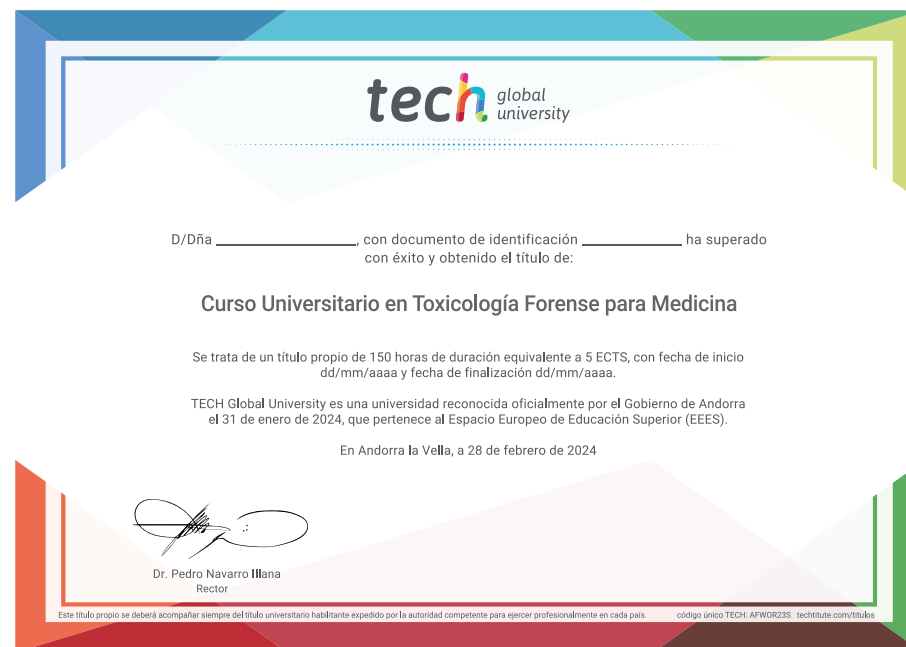 tech global
university
D/Dña ______________, con documento de identificación __________ ha superado
con éxito y obtenido el título de:
Curso Universitario en Toxicología Forense para Medicina
Se trata de un título propio de 150 horas de duración equivalente a 5 ECTS, con fecha de inicio
dd/mm/aaaa y fecha de finalización dd/mm/aaaa.
TECH Global University es una universidad reconocida oficialmente por el Gobierno de Andorra
el 31 de enero de 2024, que pertenece al Espacio Europeo de Educación Superior (EEES).
En Andorra la Vella, a 28 de febrero de 2024
Dr. Pedro Navarro Illana
Rector
Este título propio se deberá acompañar siempre del título universitario habilitante expedido por la autoridad competente para ejercer profesionalmente en cada país. código único TECH: AFWOR23S techtitute.com/titulos